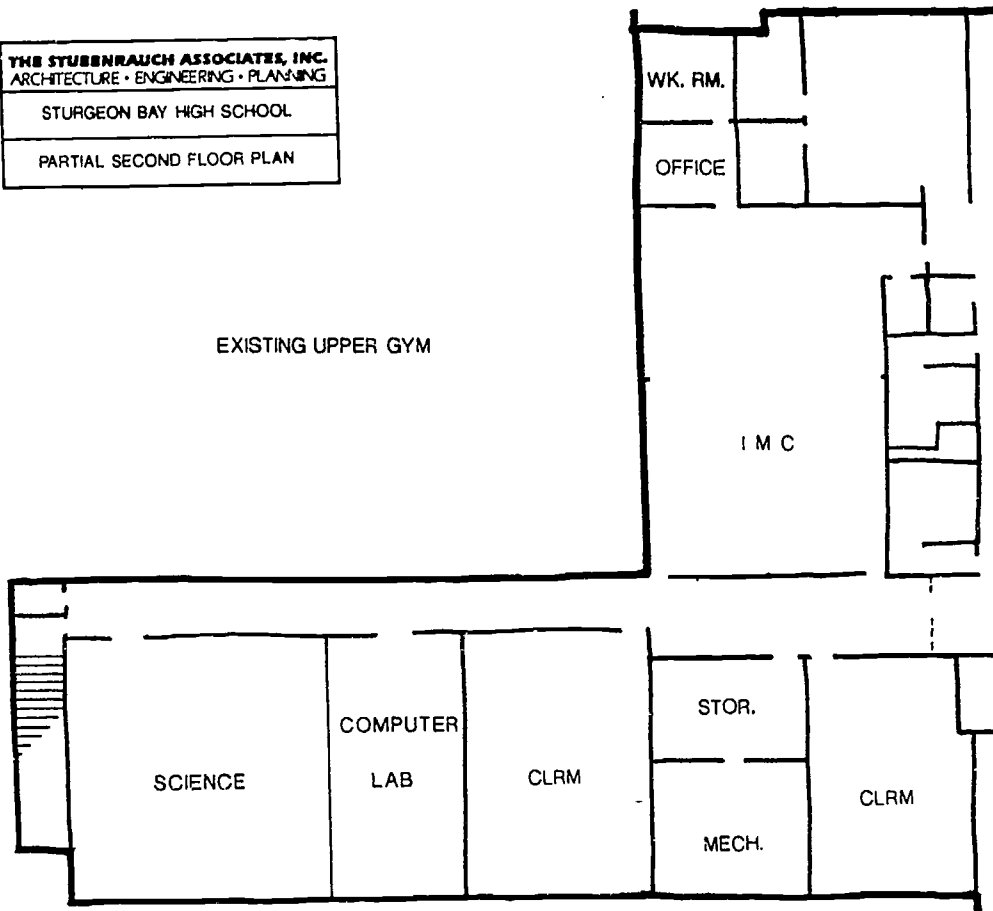 THE STUBENRAUCH ASSOCIATES, INC.
ARCHITECTURE • ENGINEERING • PLANNING
STURGEON BAY HIGH SCHOOL
PARTIAL SECOND FLOOR PLAN
WK. RM.
OFFICE
EXISTING UPPER GYM
I M C
STOR.
COMPUTER
LAB
SCIENCE
CLRM
CLRM
MECH.